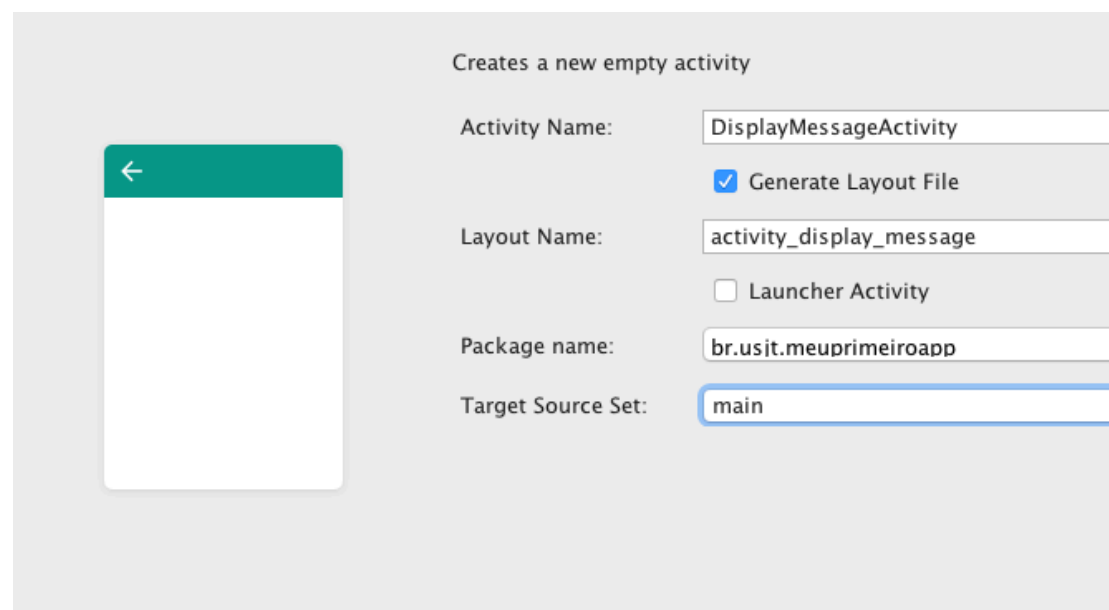 Creates a new empty activity
Activity Name: DisplayMessageActivity
Generate Layout File
Layout Name: activity_display_message
Launcher Activity
Package name: br.usjt.meuprimeiroapp
Target Source Set: main